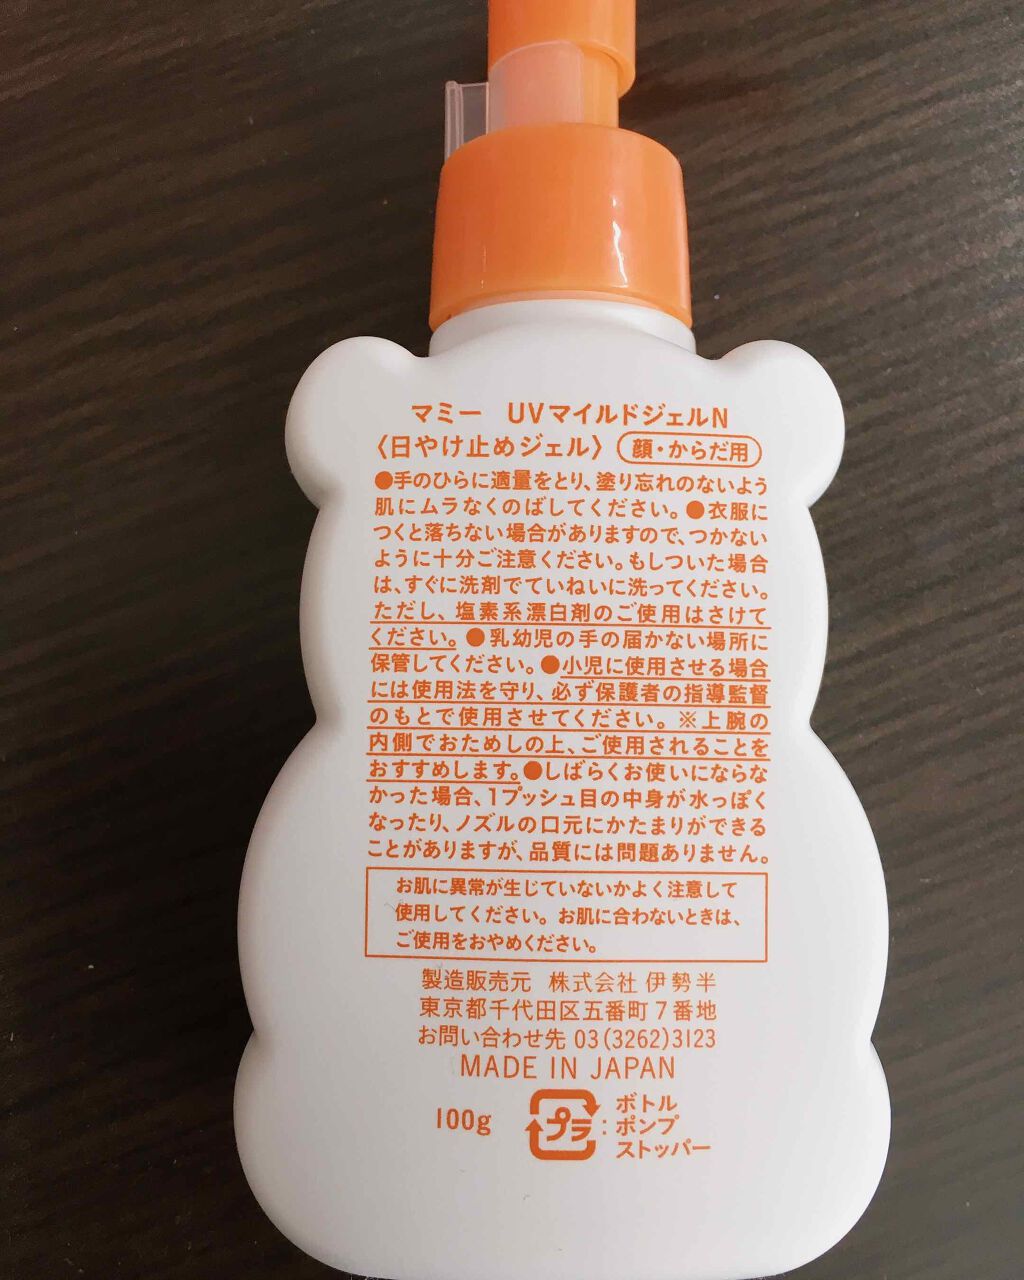 マミー　UVマイルドジェルN
〈日やけ止めジェル〉 顔・からだ用
●手のひらに適量をとり、塗り忘れのないよう
肌にムラなくのばしてください。●衣服に
つくと落ちない場合がありますので、つかない
ように十分ご注意ください。もしついた場合
は、すぐに洗剤でていねいに洗ってください。
ただし、塩素系漂白剤のご使用はさけて
ください。●乳幼児の手の届かない場所に
保管してください。●小児に使用させる場合
には使用法を守り、必ず保護者の指導監督
のもとで使用させてください。※上腕の
内側でおためしの上、ご使用されることを
おすすめします。●しばらくお使いにならな
かった場合、1プッシュ目の中身が水っぽく
なったり、ノズルの口元にかたまりができる
ことがありますが、品質には問題ありません。
お肌に異常が生じていないかよく注意して
使用してください。お肌に合わないときは、
ご使用をおやめください。
製造販売元　株式会社 伊勢半
東京都千代田区五番町7番地
お問い合わせ先 03(3262)3123
MADE IN JAPAN
100g プラ : ボトル
ポンプ
ストッパー